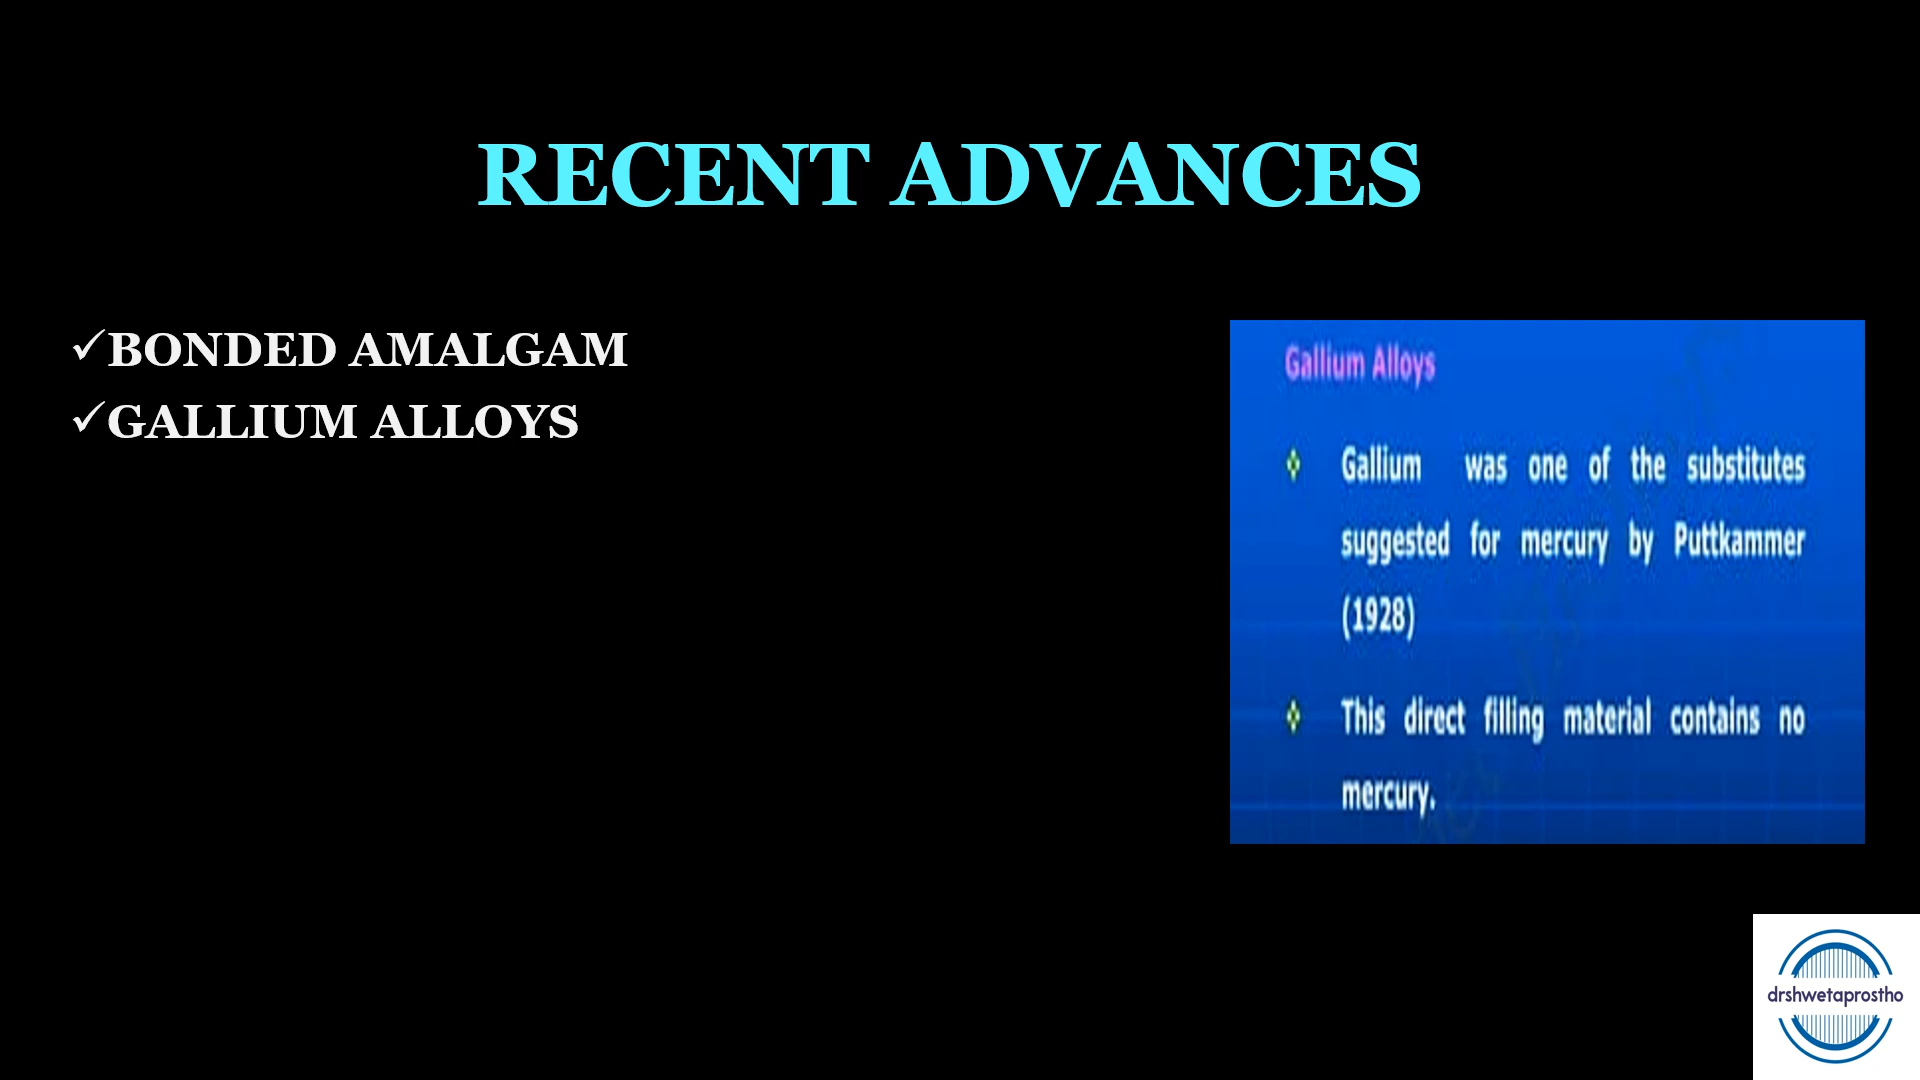 RECENT ADVANCES
✓BONDED AMALGAM
✓GALLIUM ALLOYS
Gallium Alloys
❖ Gallium was one of the substitutes
suggested for mercury by Puttkammer
(1928)
❖ This direct filling material contains no
mercury.
drshwetaprostho